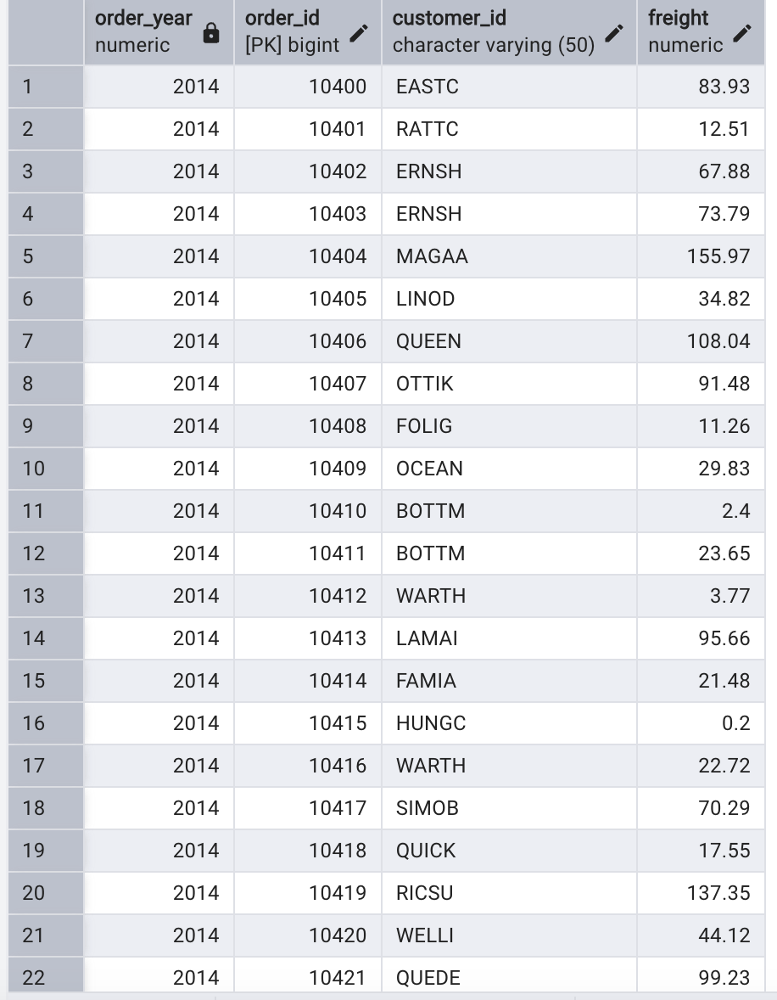 order_year order_id customer_id freight
numeric [PK] bigint character varying (50) numeric
1 2014 10400 EASTC 83.93
2 2014 10401 RATTC 12.51
3 2014 10402 ERNSH 67.88
4 2014 10403 ERNSH 73.79
5 2014 10404 MAGAA 155.97
6 2014 10405 LINOD 34.82
7 2014 10406 QUEEN 108.04
8 2014 10407 OTTIK 91.48
9 2014 10408 FOLIG 11.26
10 2014 10409 OCEAN 29.83
11 2014 10410 BOTTM 2.4
12 2014 10411 BOTTM 23.65
13 2014 10412 WARTH 3.77
14 2014 10413 LAMAI 95.66
15 2014 10414 FAMIA 21.48
16 2014 10415 HUNGC 0.2
17 2014 10416 WARTH 22.72
18 2014 10417 SIMOB 70.29
19 2014 10418 QUICK 17.55
20 2014 10419 RICSU 137.35
21 2014 10420 WELLI 44.12
22 2014 10421 QUEDE 99.23